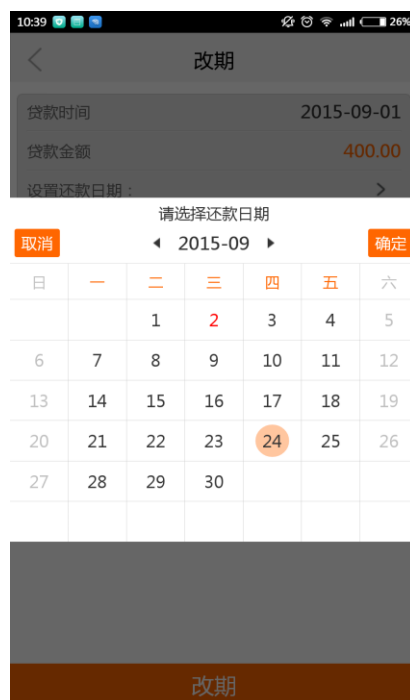 10:39 26%
改期
贷款时间 2015-09-01
贷款金额 400.00
设置还款日期：
请选择还款日期
取消 2015-09 确定
日 一 二 三 四 五 六
1 2 3 4 5
6 7 8 9 10 11 12
13 14 15 16 17 18 19
20 21 22 23 24 25 26
27 28 29 30
改期